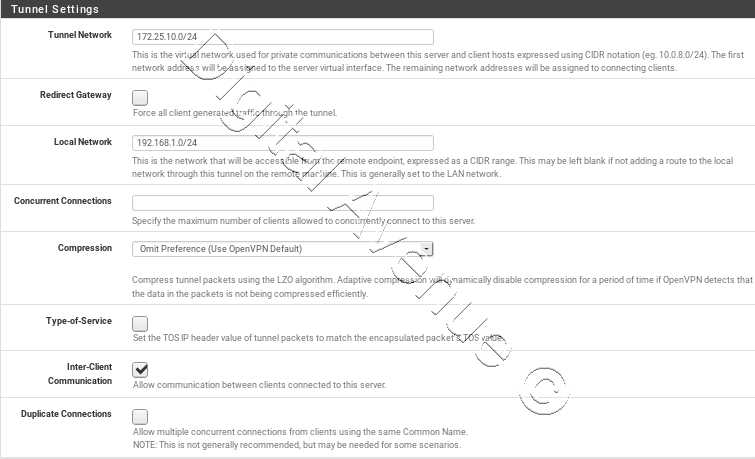 Tunnel Settings
Tunnel Network
172.25.10.0/24
This is the virtual network used for private communications between this server and client hosts expressed using CIDR notation (eg. 10.0.8.0/24). The first
network address will be assigned to the server virtual interface. The remaining network addresses will be assigned to connecting clients.
Redirect Gateway
Force all client generated traffic through the tunnel.
Local Network
192.168.1.0/24
This is the network that will be accessible from the remote endpoint, expressed as a CIDR range. This may be left blank if not adding a route to the local
network through this tunnel on the remote machine. This is generally set to the LAN network.
Concurrent Connections
Specify the maximum number of clients allowed to concurrently connect to this server.
Compression
Omit Preference (Use OpenVPN Default)
Compress tunnel packets using the LZO algorithm. Adaptive compression will dynamically disable compression for a period of time if OpenVPN detects that
the data in the packets is not being compressed efficiently.
Type-of-Service
Set the TOS IP header value of tunnel packets to match the encapsulated packet's TOS value.
Inter-Client
Communication
Allow communication between clients connected to this server.
Duplicate Connections
Allow multiple concurrent connections from clients using the same Common Name.
NOTE: This is not generally recommended, but may be needed for some scenarios.